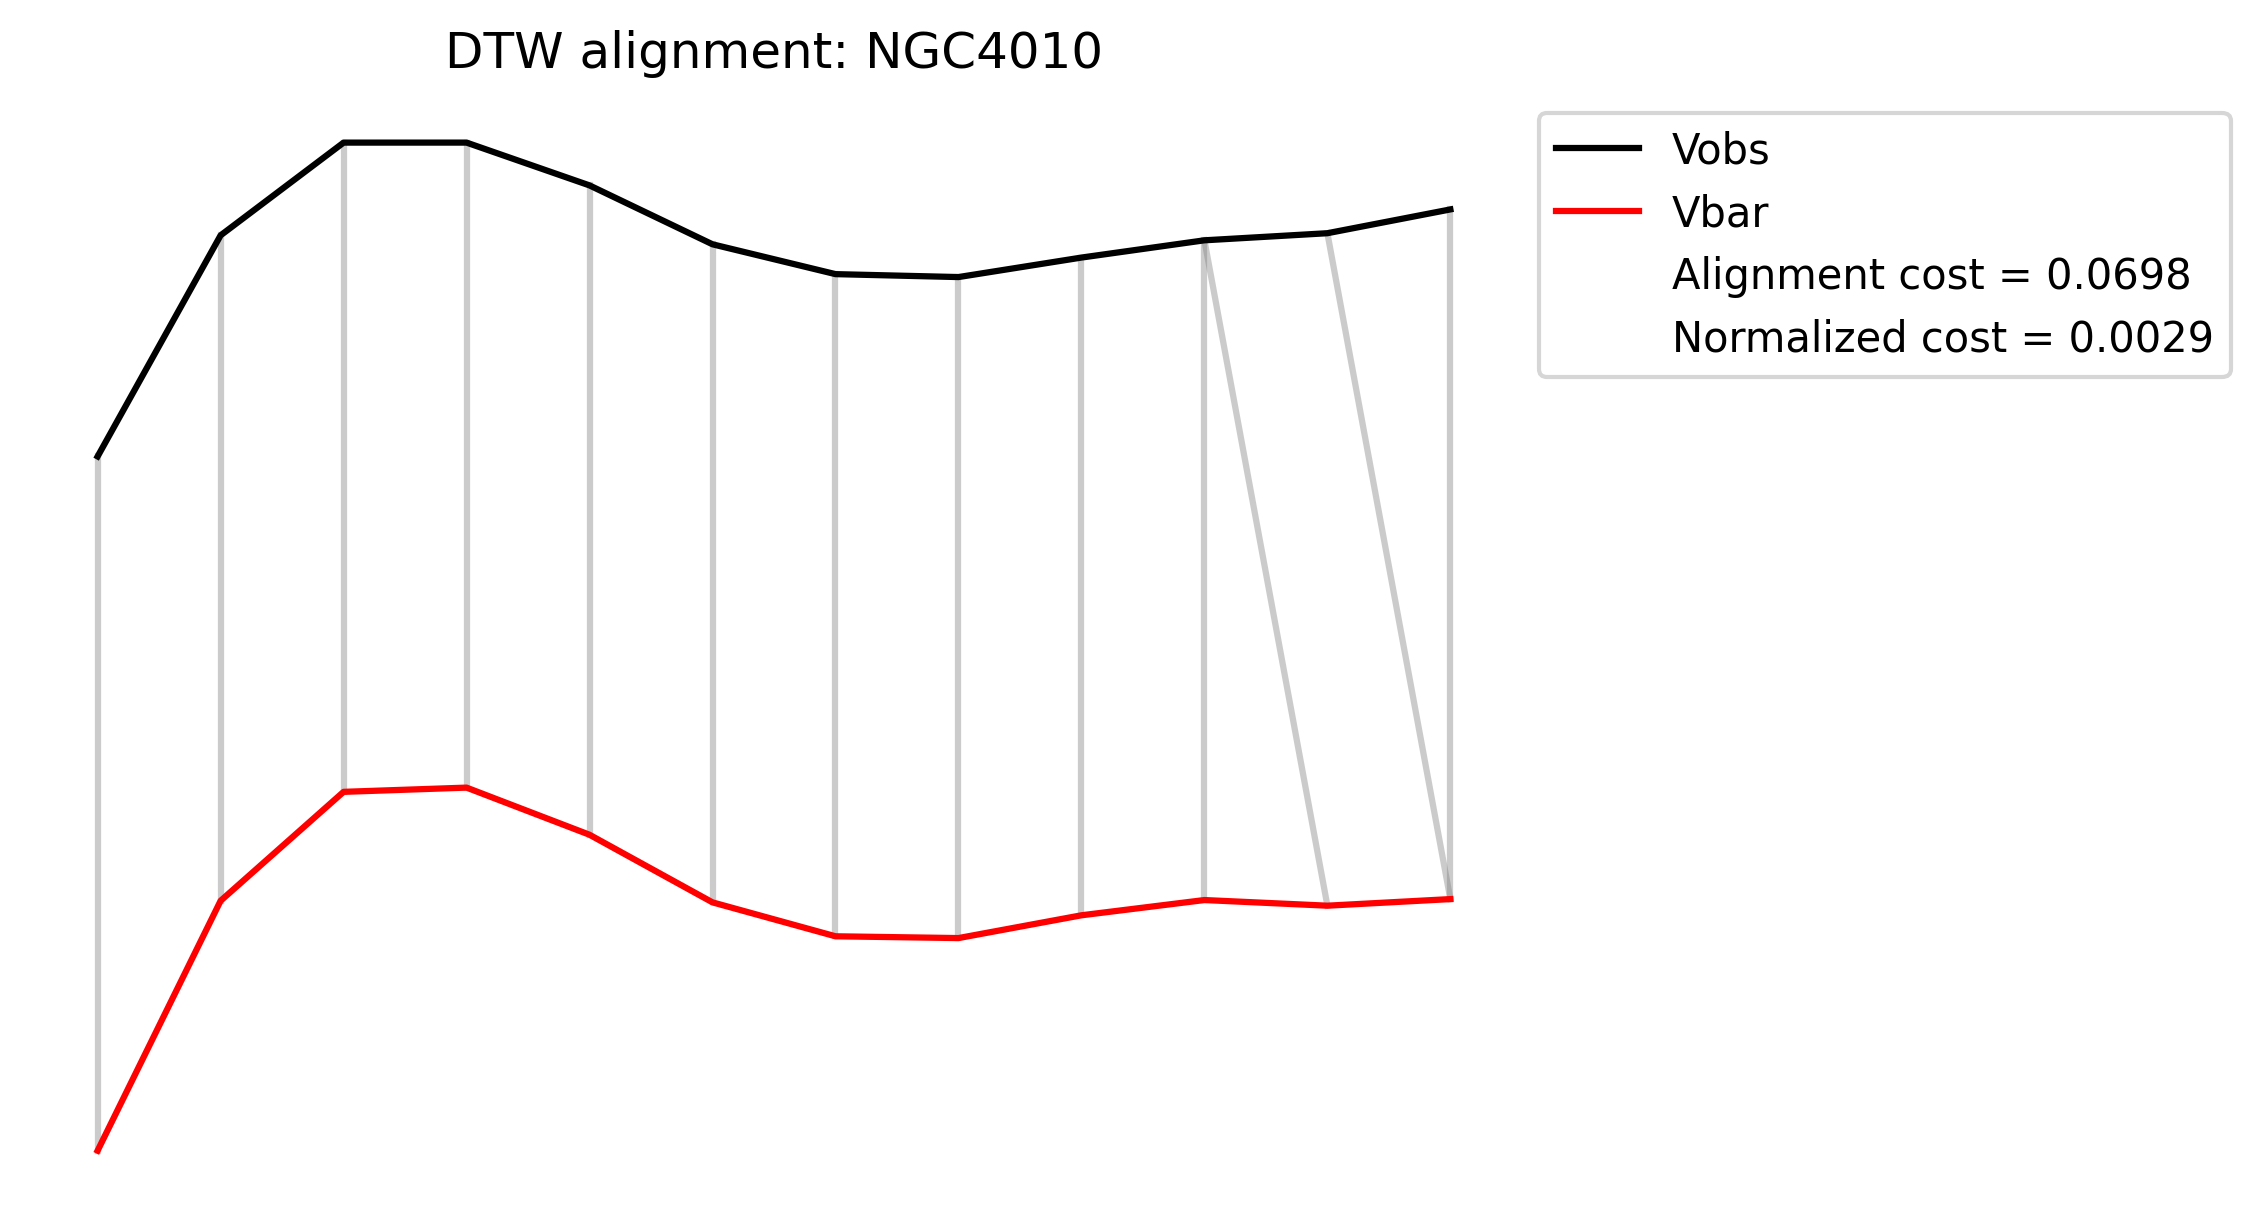 DTW alignment: NGC4010
Vobs
Vbar
Alignment cost = 0.0698
Normalized cost = 0.0029